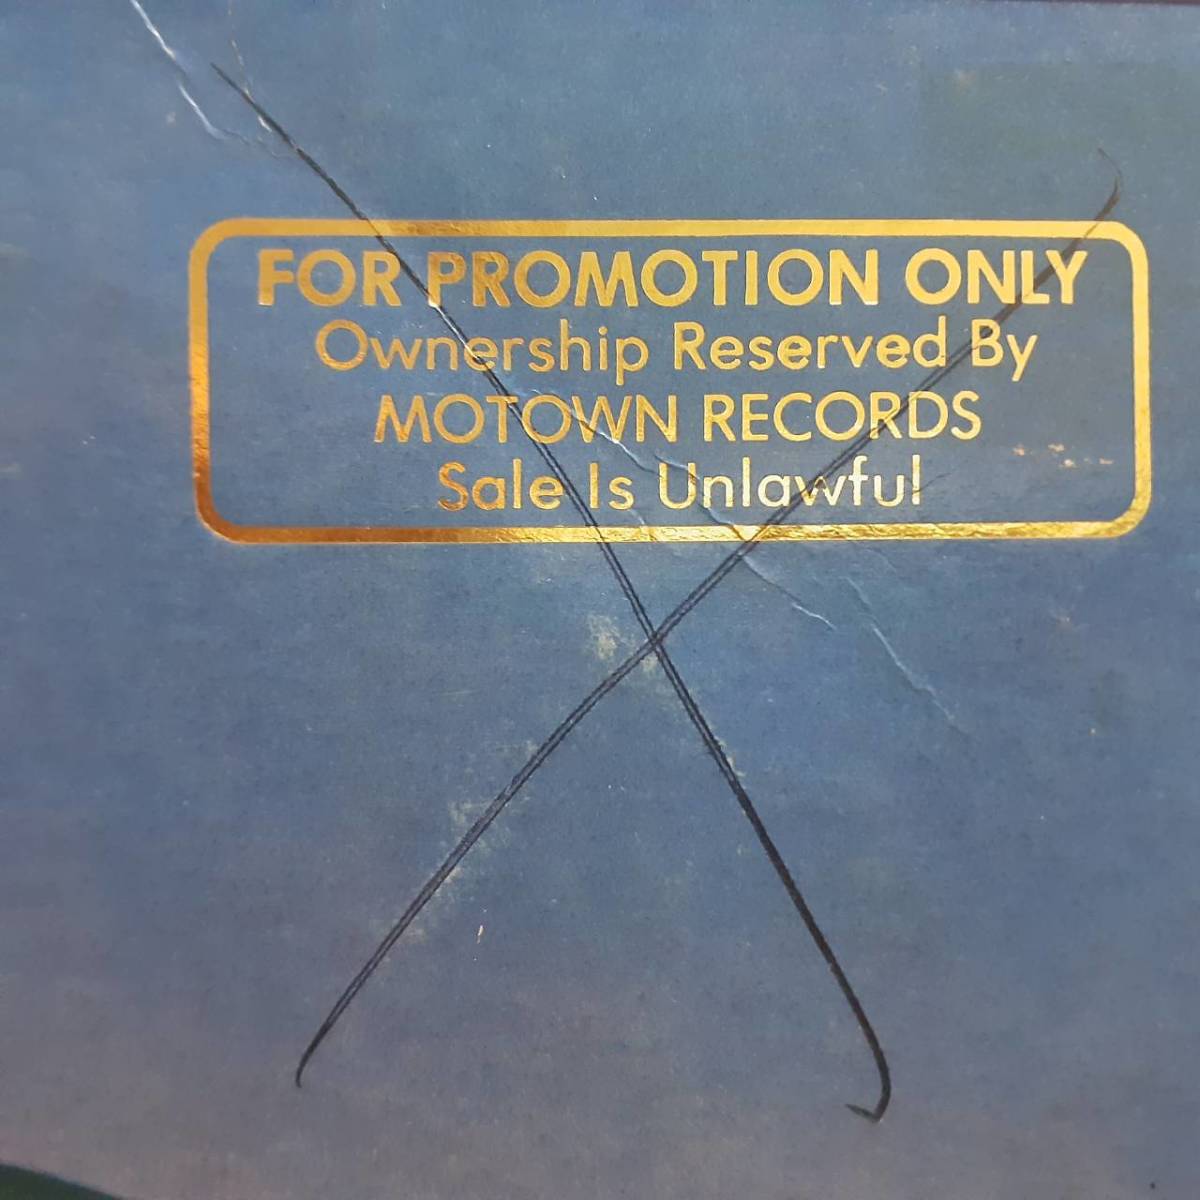 FOR PROMOTION ONLY
Ownership Reserved By
MOTOWN RECORDS
Sale Is Unlawful